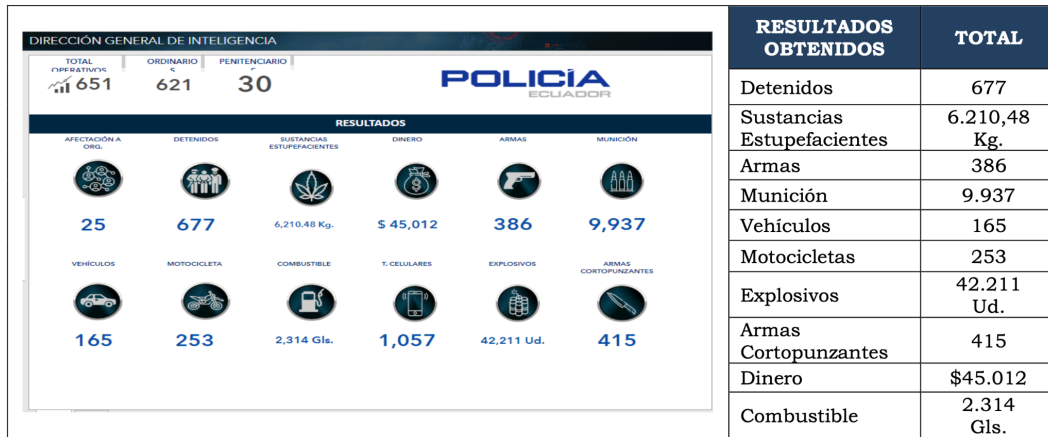 DIRECCIÓN GENERAL DE INTELIGENCIA
TOTAL
OPERATIVOS
651
ORDINARIO
S
621
PENITENCIARIO
30
POLICÍA
ECUADOR
RESULTADOS
AFECTACIÓN A
ORG.
25
DETENIDOS
677
SUSTANCIAS
ESTUPEFACIENTES
6,210.48 Kg.
DINERO
$ 45,012
ARMAS
386
MUNICIÓN
9,937
VEHÍCULOS
165
MOTOCICLETA
253
COMBUSTIBLE
2,314 Gls.
T. CELULARES
1,057
EXPLOSIVOS
42,211 Ud.
ARMAS
CORTOPUNZANTES
415
RESULTADOS
OBTENIDOS
TOTAL
Detenidos
677
Sustancias
Estupefacientes
6.210,48
Kg.
Armas
386
Munición
9.937
Vehículos
165
Motocicletas
253
Explosivos
42.211
Ud.
Armas
Cortopunzantes
415
Dinero
$45.012
Combustible
2.314
Gls.